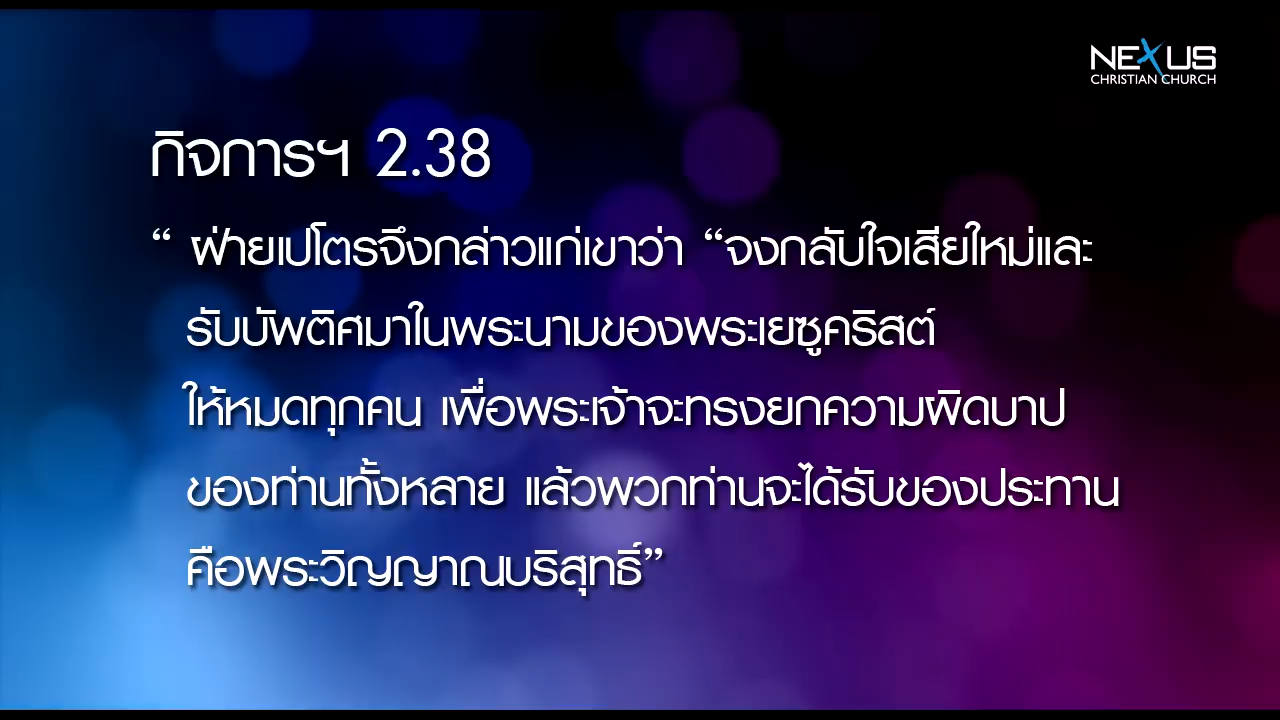 NEXUS
CHRISTIAN CHURCH
กิจการฯ 2.38
“ ฝ่ายเปโตรจึงกล่าวแก่เขาว่า “จงกลับใจเสียใหม่และ
รับบัพติศมาในพระนามของพระเยซูคริสต์
ให้หมดทุกคน เพื่อพระเจ้าจะทรงยกความผิดบาป
ของท่านทั้งหลาย แล้วพวกท่านจะได้รับของประทาน
คือพระวิญญาณบริสุทธิ์”